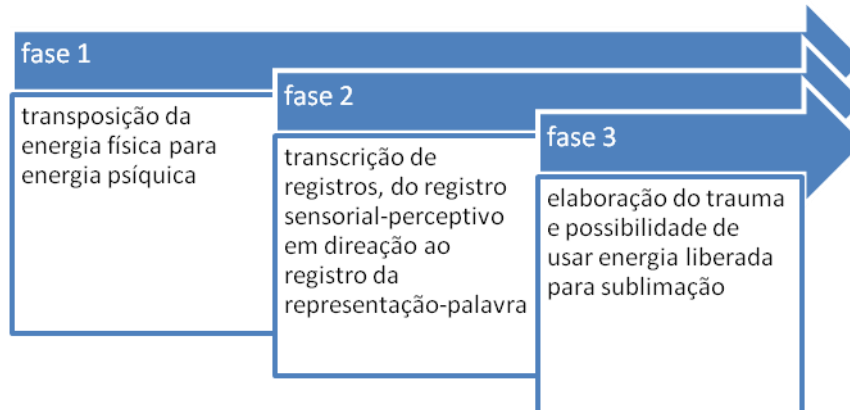 fase 1
transposição da
energia física para
energia psíquica
fase 2
transcrição de
registros, do registro
sensorial-perceptivo
em direação ao
registro da
representação-palavra
fase 3
elaboração do trauma
e possibilidade de
usar energia liberada
para sublimação